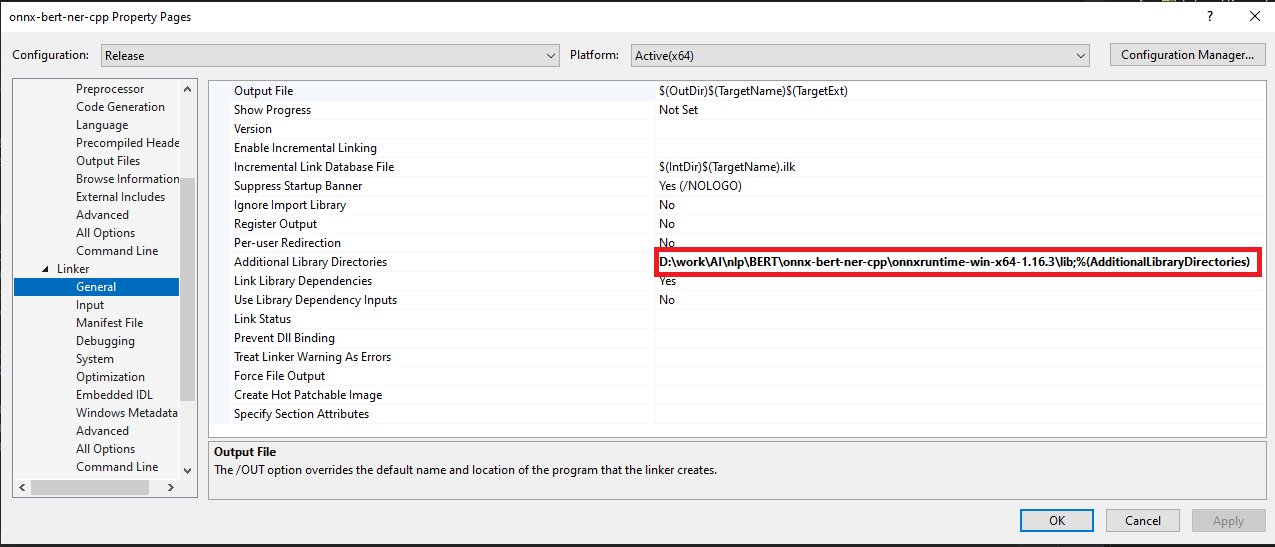 onnx-bert-ner-cpp Property Pages
Configuration: Release Platform: Active(x64) Configuration Manager...
Preprocessor
Code Generation
Language
Precompiled Heade
Output Files
Browse Information
External Includes
Advanced
All Options
Command Line
Linker
General
Input
Manifest File
Debugging
System
Optimization
Embedded IDL
Windows Metadata
Advanced
All Options
Command Line
Output File $(OutDir)$(TargetName)$(TargetExt)
Show Progress Not Set
Version
Enable Incremental Linking
Incremental Link Database File $(IntDir)$(TargetName).ilk
Suppress Startup Banner Yes (/NOLOGO)
Ignore Import Library No
Register Output No
Per-user Redirection No
Additional Library Directories D:\work\AI\nlp\BERT\onnx-bert-ner-cpp\onnxruntime-win-x64-1.16.3\lib;%(AdditionalLibraryDirectories)
Link Library Dependencies Yes
Use Library Dependency Inputs No
Link Status
Prevent Dll Binding
Treat Linker Warning As Errors
Force File Output
Create Hot Patchable Image
Specify Section Attributes
Output File
The /OUT option overrides the default name and location of the program that the linker creates.
OK Cancel Apply